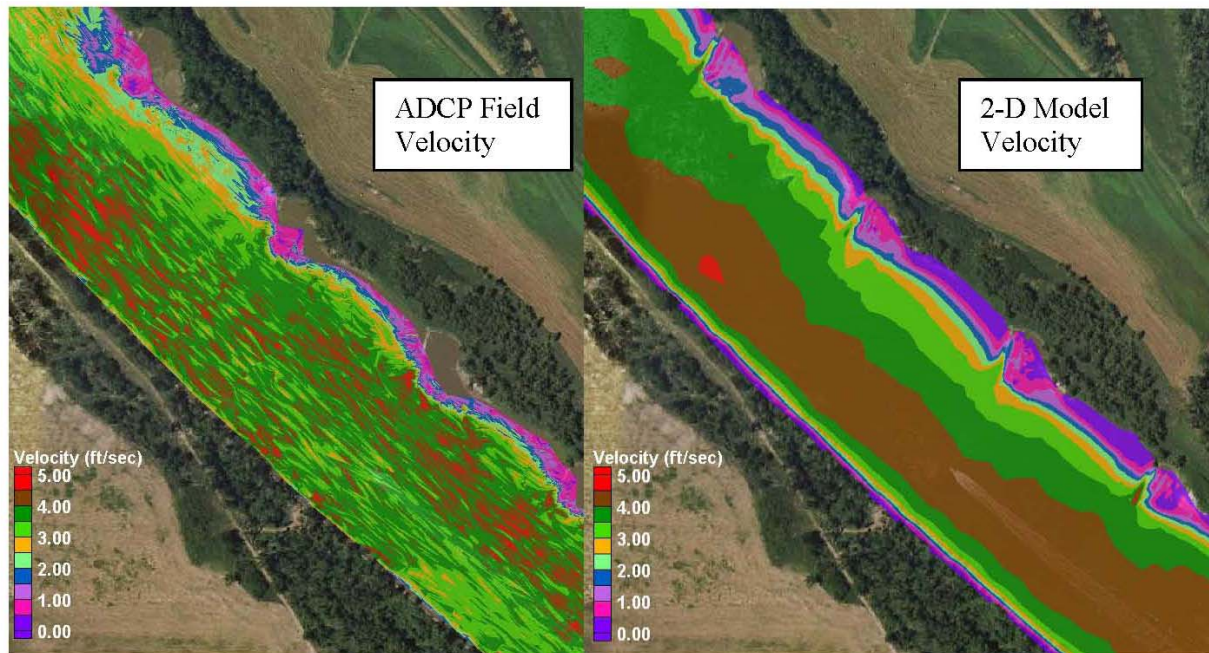 ADCP Field
Velocity
2-D Model
Velocity
Velocity (ft/sec)
5.00
4.00
3.00
2.00
1.00
0.00
Velocity (ft/sec)
5.00
4.00
3.00
2.00
1.00
0.00